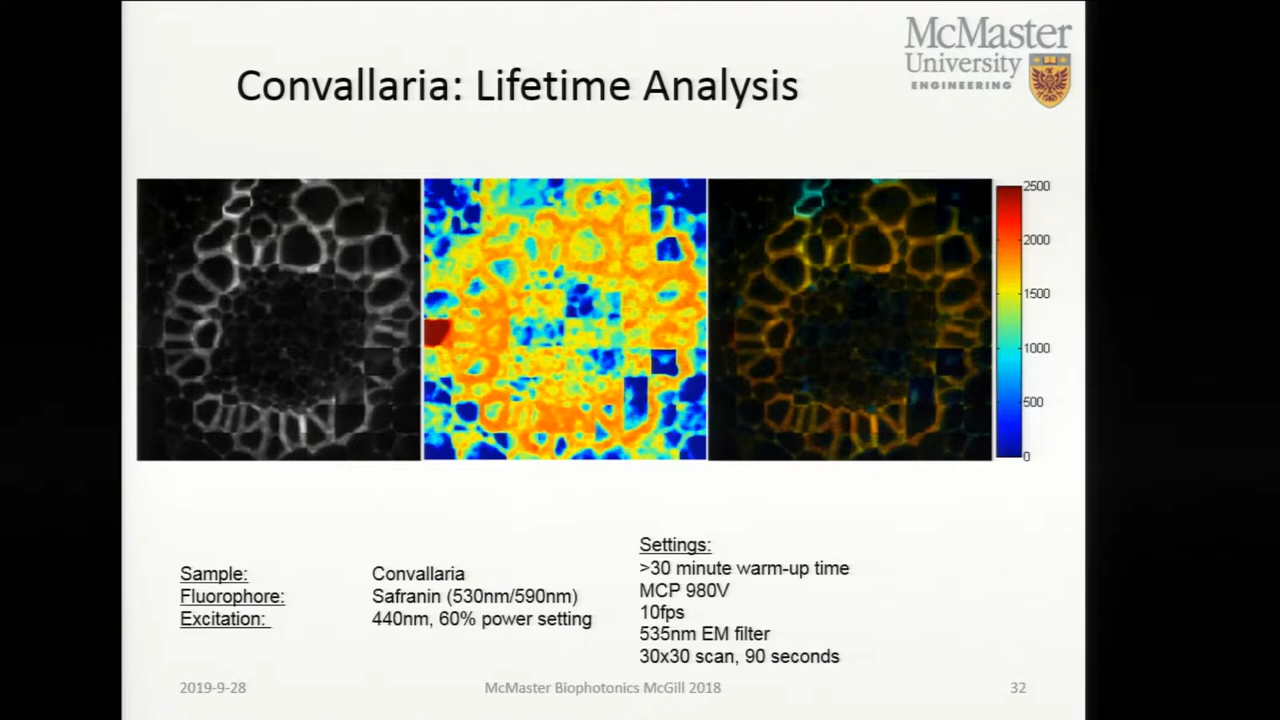 McMaster
University
ENGINEERING
Convallaria: Lifetime Analysis
2500
2000
1500
1000
500
0
Sample: Convallaria
Fluorophore: Safranin (530nm/590nm)
Excitation: 440nm, 60% power setting
Settings:
>30 minute warm-up time
MCP 980V
10fps
535nm EM filter
30x30 scan, 90 seconds
2019-9-28
McMaster Biophotonics McGill 2018
32